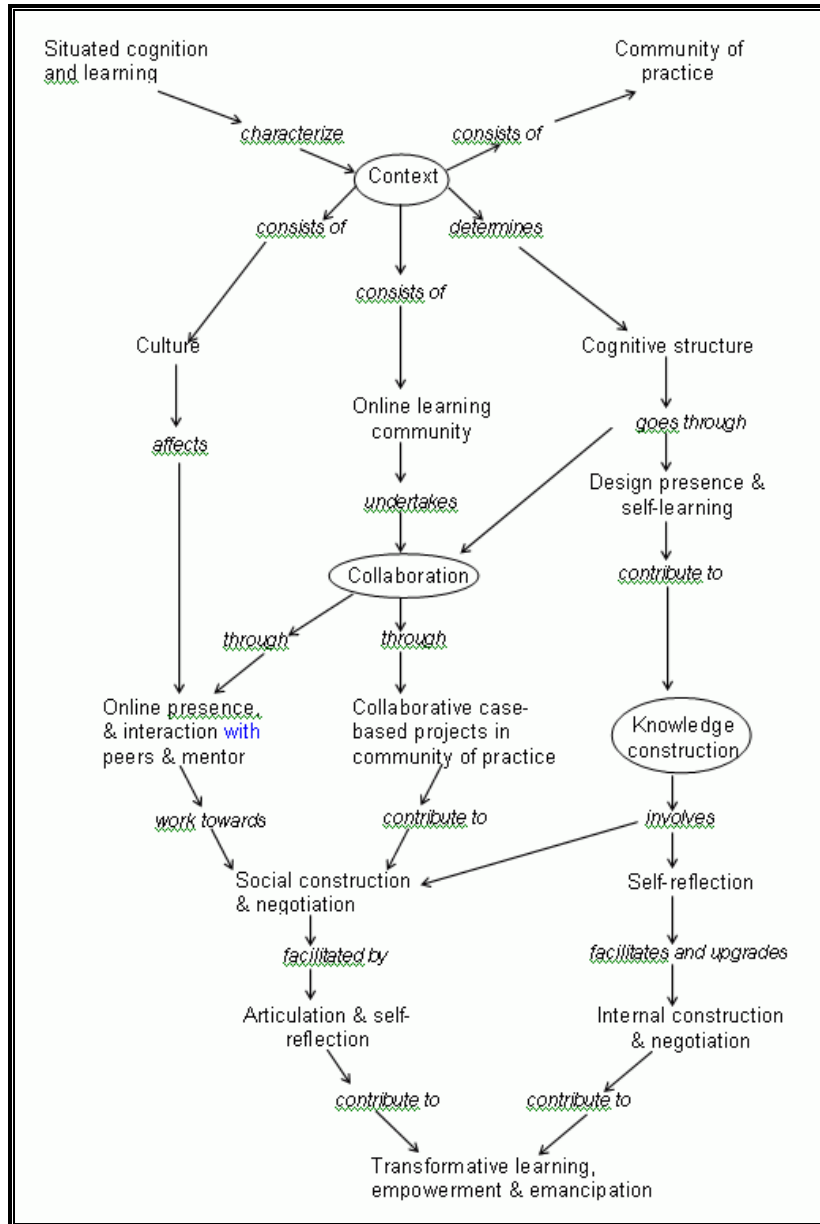 Situated cognition
and learning
Community of
practice
characterize
consists of
Context
consists of
determines
consists of
Culture
Cognitive structure
Online learning
community
goes through
affects
Design presence &
self-learning
undertakes
Collaboration
contribute to
through
through
Online presence,
& interaction with
peers & mentor
Collaborative case-
based projects in
community of practice
Knowledge
construction
work towards
contribute to
involves
Social construction
& negotiation
Self-reflection
facilitated by
facilitates and upgrades
Articulation & self-
reflection
Internal construction
& negotiation
contribute to
contribute to
Transformative learning,
empowerment & emancipation